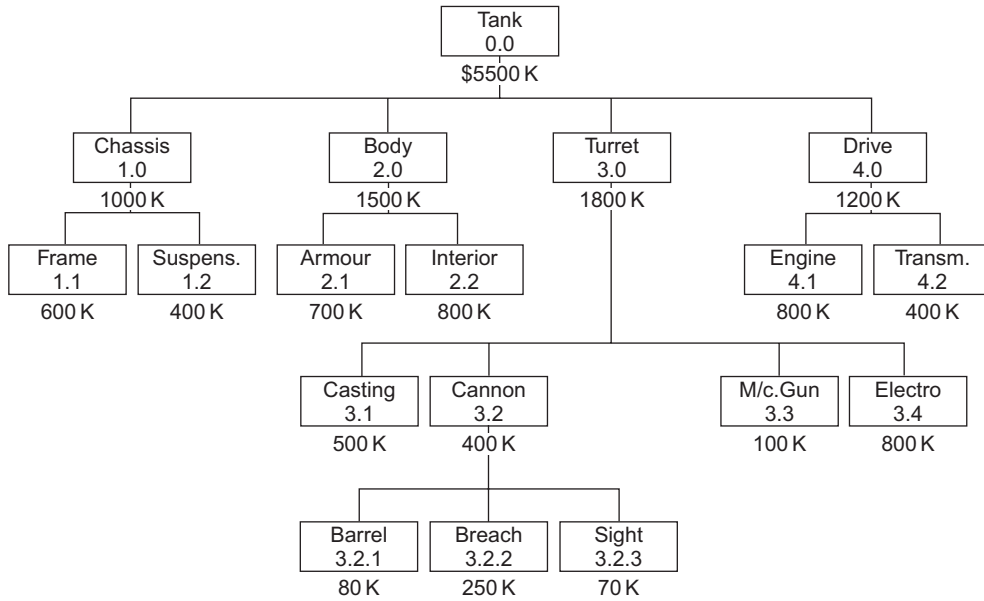 Tank
0.0
$5500 K
Chassis
1.0
1000 K
Body
2.0
1500 K
Turret
3.0
1800 K
Drive
4.0
1200 K
Frame
1.1
600 K
Suspens.
1.2
400 K
Armour
2.1
700 K
Interior
2.2
800 K
Engine
4.1
800 K
Transm.
4.2
400 K
Casting
3.1
500 K
Cannon
3.2
400 K
M/c.Gun
3.3
100 K
Electro
3.4
800 K
Barrel
3.2.1
80 K
Breach
3.2.2
250 K
Sight
3.2.3
70 K